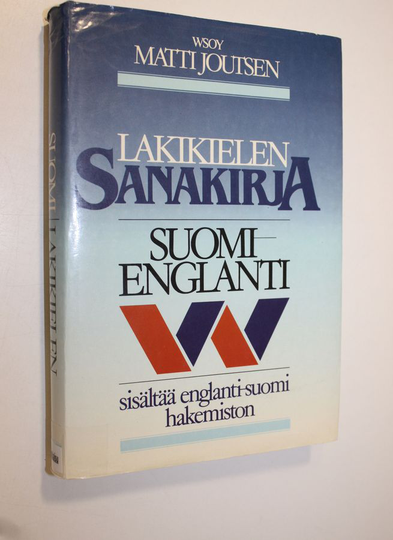 WSOY
MATTI JOUTSEN
LAKIKIELEN
SANAKIRJA
SUOMI–
ENGLANTI
sisältää englanti-suomi
hakemiston
SUOMI LAKIKIELEN